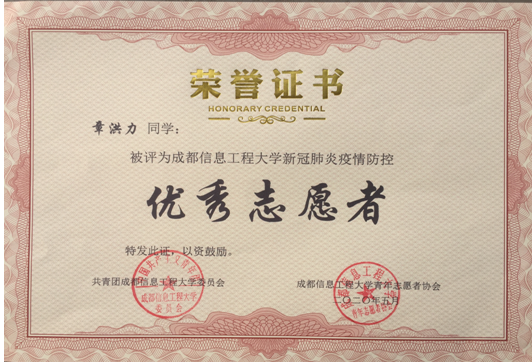 荣誉证书
HONORARY CREDENTIAL
章洪力 同学：
被评为成都信息工程大学新冠肺炎疫情防控
优秀志愿者
特发此证，以资鼓励。
共青团成都信息工程大学委员会
成都信息工程大学青年志愿者协会
二〇二〇年五月